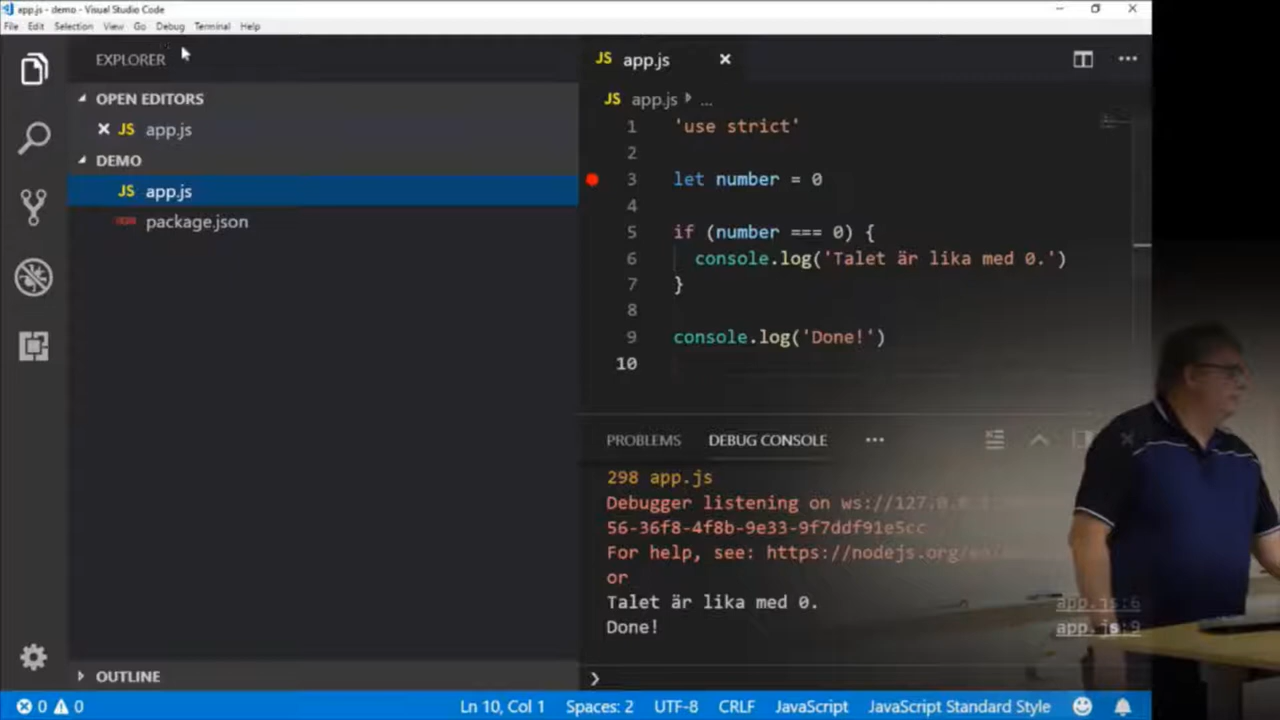 app.js - demo - Visual Studio Code
File Edit Selection View Go Debug Terminal Help
EXPLORER
OPEN EDITORS
JS app.js
DEMO
JS app.js
package.json
OUTLINE
JS app.js
JS app.js ...
1 'use strict'
2
3 let number = 0
4
5 if (number === 0) {
6 console.log('Talet är lika med 0.')
7 }
8
9 console.log('Done!')
10
PROBLEMS DEBUG CONSOLE ...
298 app.js
Debugger listening on ws://127.0.
56-36f8-4f8b-9e33-9f7ddf91e5cc
For help, see: https://nodejs.org/en/
or
Talet är lika med 0. app.js:6
Done! app.js:9
0 0 Ln 10, Col 1 Spaces: 2 UTF-8 CRLF JavaScript JavaScript Standard Style